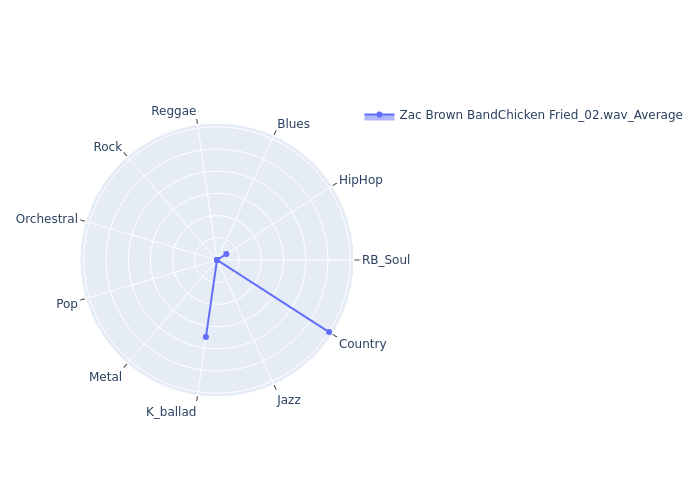 Reggae
Blues
Zac Brown BandChicken Fried_02.wav_Average
Rock
HipHop
Orchestral
RB_Soul
Pop
Country
Metal
Jazz
K_ballad